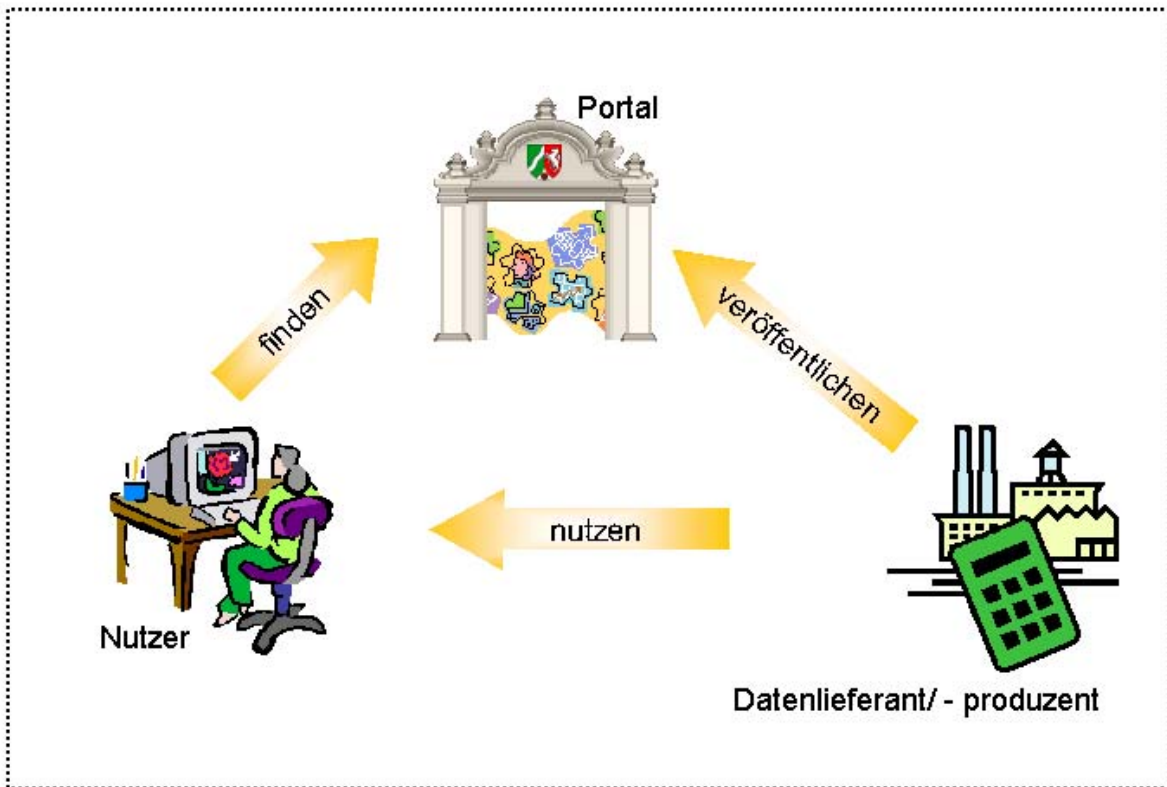 Portal
finden
veröffentlichen
nutzen
Nutzer
Datenlieferant/ - produzent